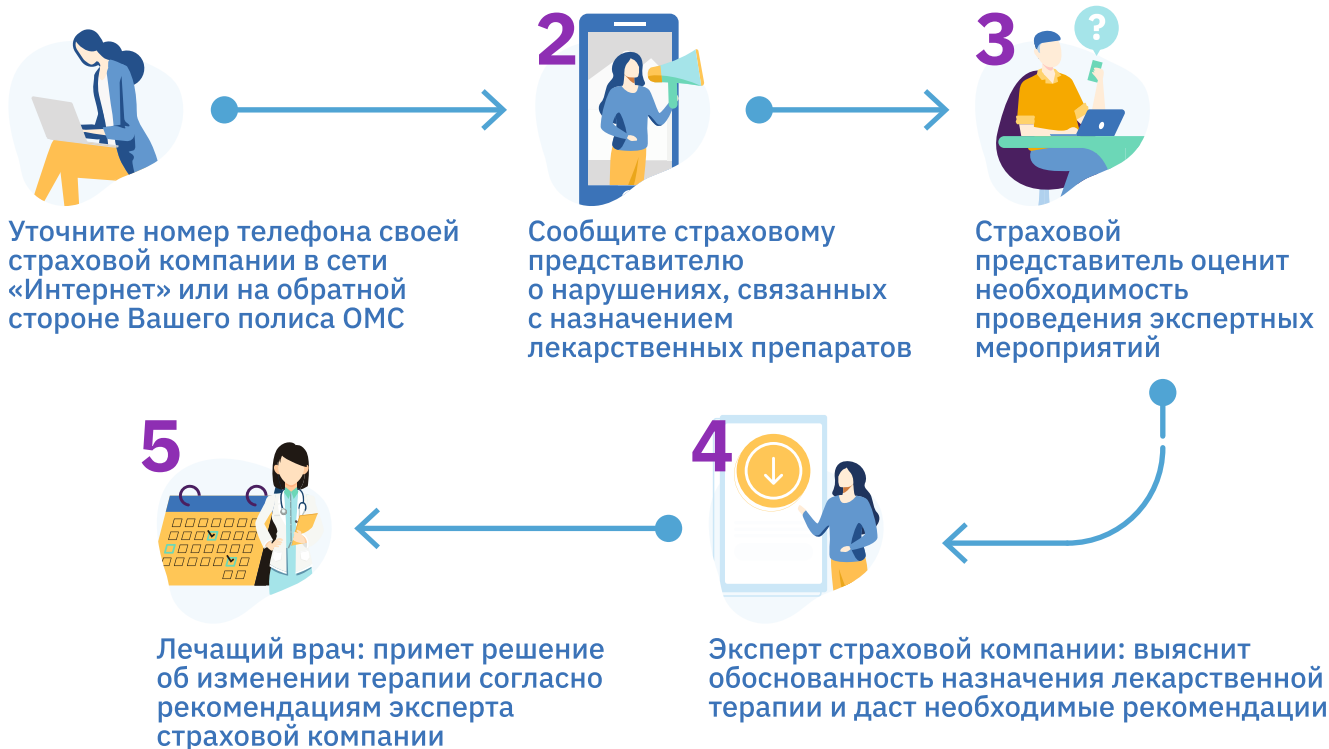 Уточните номер телефона своей
страховой компании в сети
«Интернет» или на обратной
стороне Вашего полиса ОМС
2
Сообщите страховому
представителю
о нарушениях, связанных
с назначением
лекарственных препаратов
3
?
Страховой
представитель оценит
необходимость
проведения экспертных
мероприятий
4
Эксперт страховой компании: выяснит
обоснованность назначения лекарственной
терапии и даст необходимые рекомендации
5
Лечащий врач: примет решение
об изменении терапии согласно
рекомендациям эксперта
страховой компании